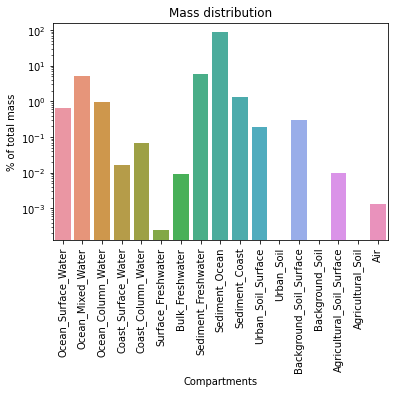 Mass distribution
% of total mass
10²
10¹
10⁰
10⁻¹
10⁻²
10⁻³
Ocean_Surface_Water
Ocean_Mixed_Water
Ocean_Column_Water
Coast_Surface_Water
Coast_Column_Water
Surface_Freshwater
Bulk_Freshwater
Sediment_Freshwater
Sediment_Ocean
Sediment_Coast
Urban_Soil_Surface
Urban_Soil
Background_Soil_Surface
Background_Soil
Agricultural_Soil_Surface
Agricultural_Soil
Air
Compartments